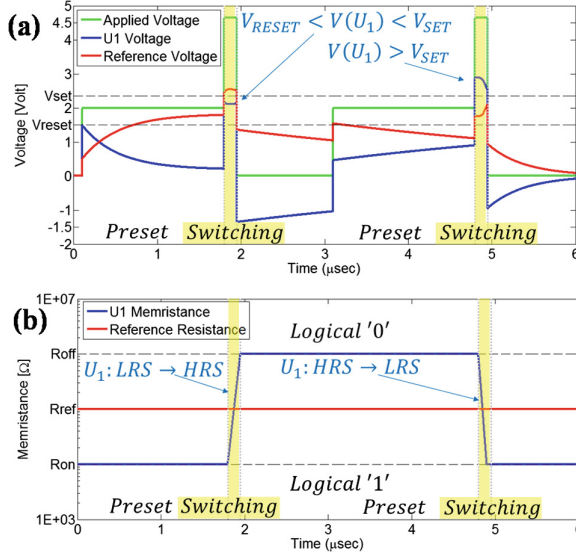 (a)
Applied Voltage
U1 Voltage
Reference Voltage
V_RESET < V(U_1) < V_SET
V(U_1) > V_SET
Voltage [Volt]
5
4
3
Vset
2
Vreset
1
0
-1
-1.5
2
Preset Switching Preset Switching
0 1 2 3 4 5 6
Time (μsec)
(b)
U1 Memristance
Reference Resistance
Logical '0'
U_1: LRS → HRS
U_1: HRS → LRS
Memristance [Ω]
1E+07
Roff
Rref
Ron
1E+03
Logical '1'
Preset Switching Preset Switching
0 1 2 3 4 5 6
Time (μsec)